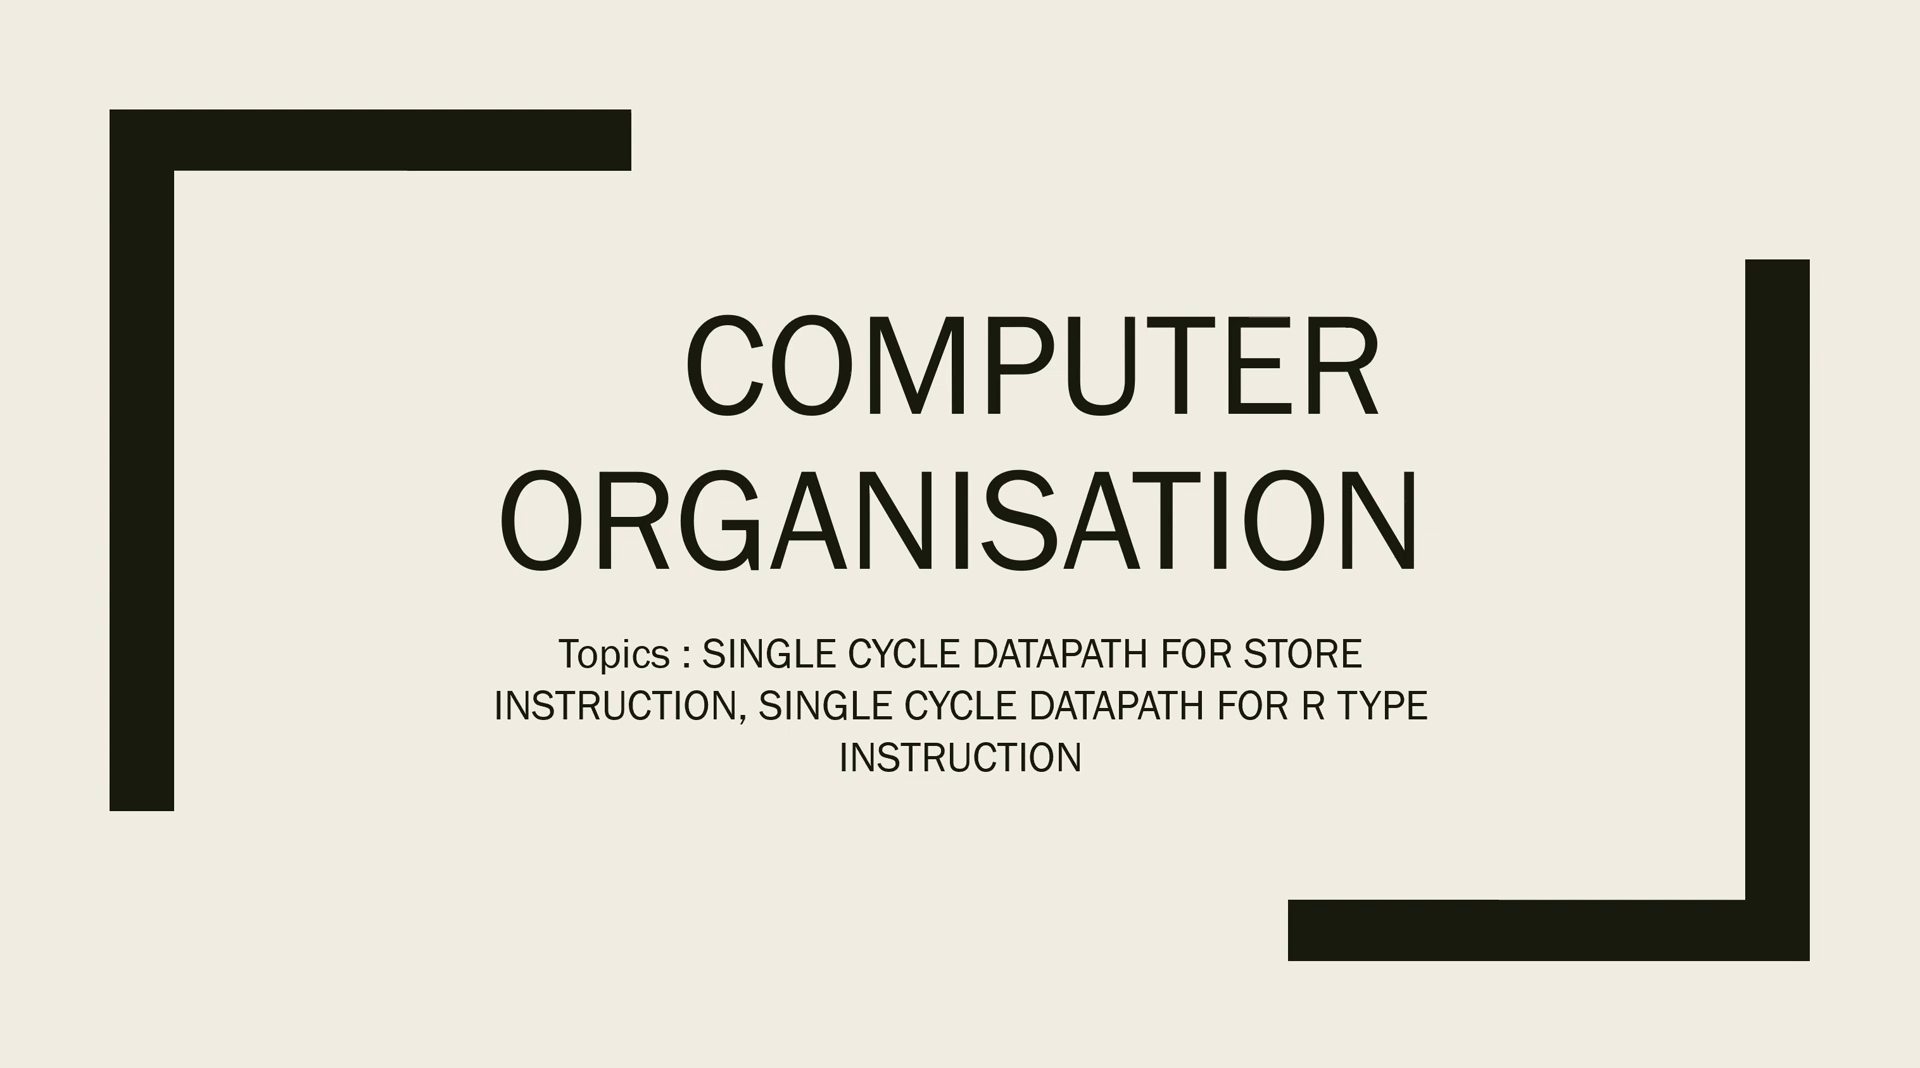 COMPUTER
ORGANISATION
Topics : SINGLE CYCLE DATAPATH FOR STORE
INSTRUCTION, SINGLE CYCLE DATAPATH FOR R TYPE
INSTRUCTION